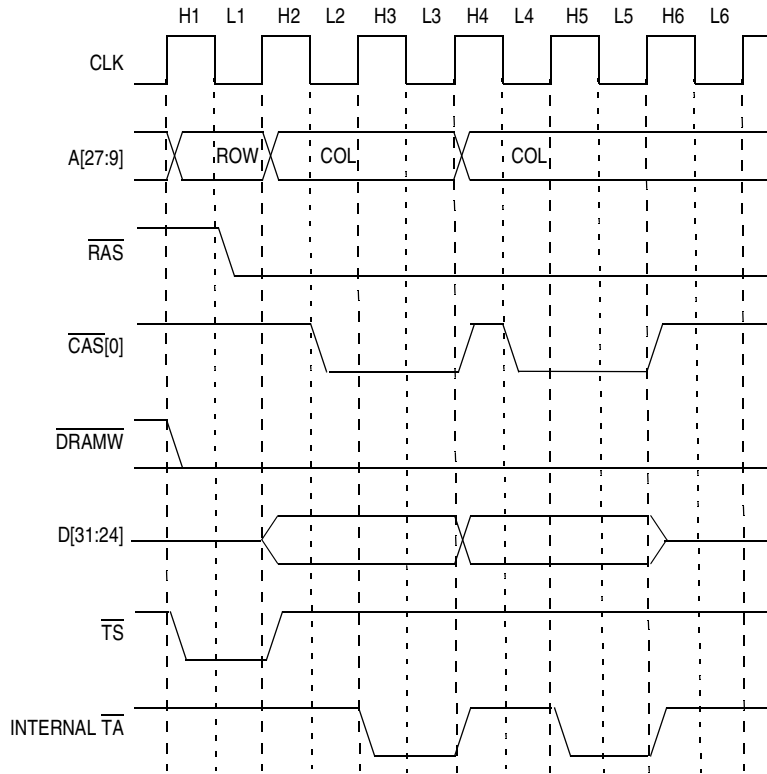 H1 L1 H2 L2 H3 L3 H4 L4 H5 L5 H6 L6
CLK
A[27:9] ROW COL COL
RAS
CAS[0]
DRAMW
D[31:24]
TS
INTERNAL TA